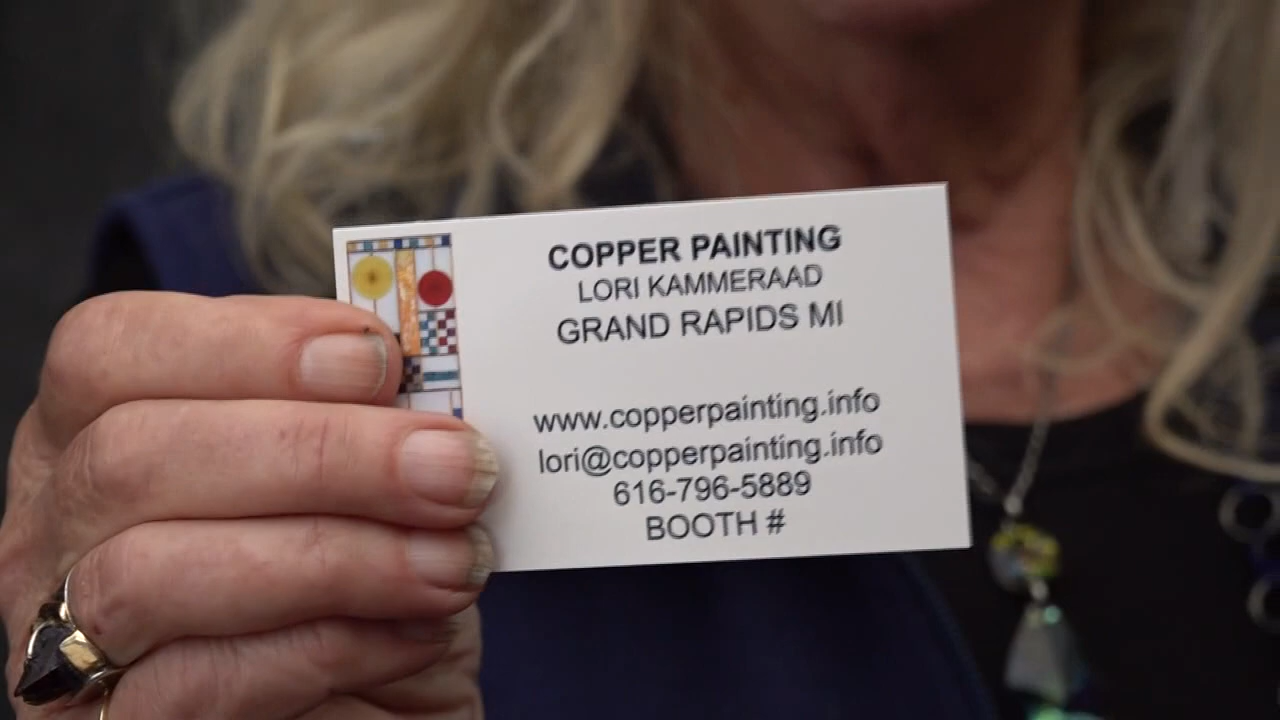 COPPER PAINTING
LORI KAMMERAAD
GRAND RAPIDS MI
www.copperpainting.info
lori@copperpainting.info
616-796-5889
BOOTH #